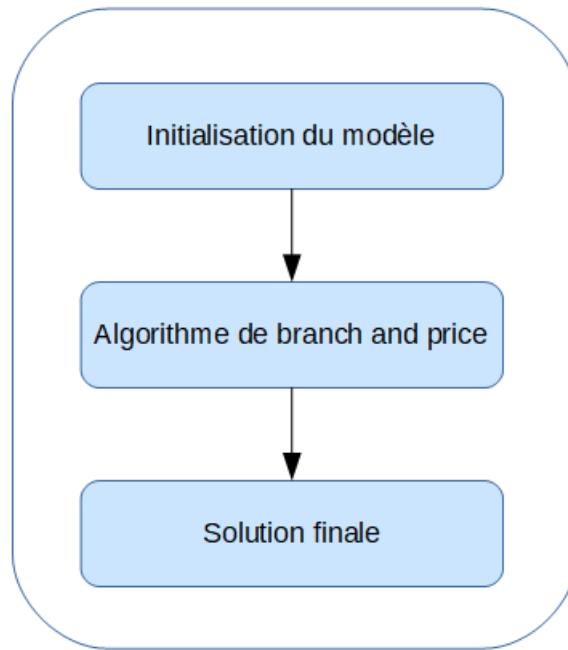 Initialisation du modèle
Algorithme de branch and price
Solution finale